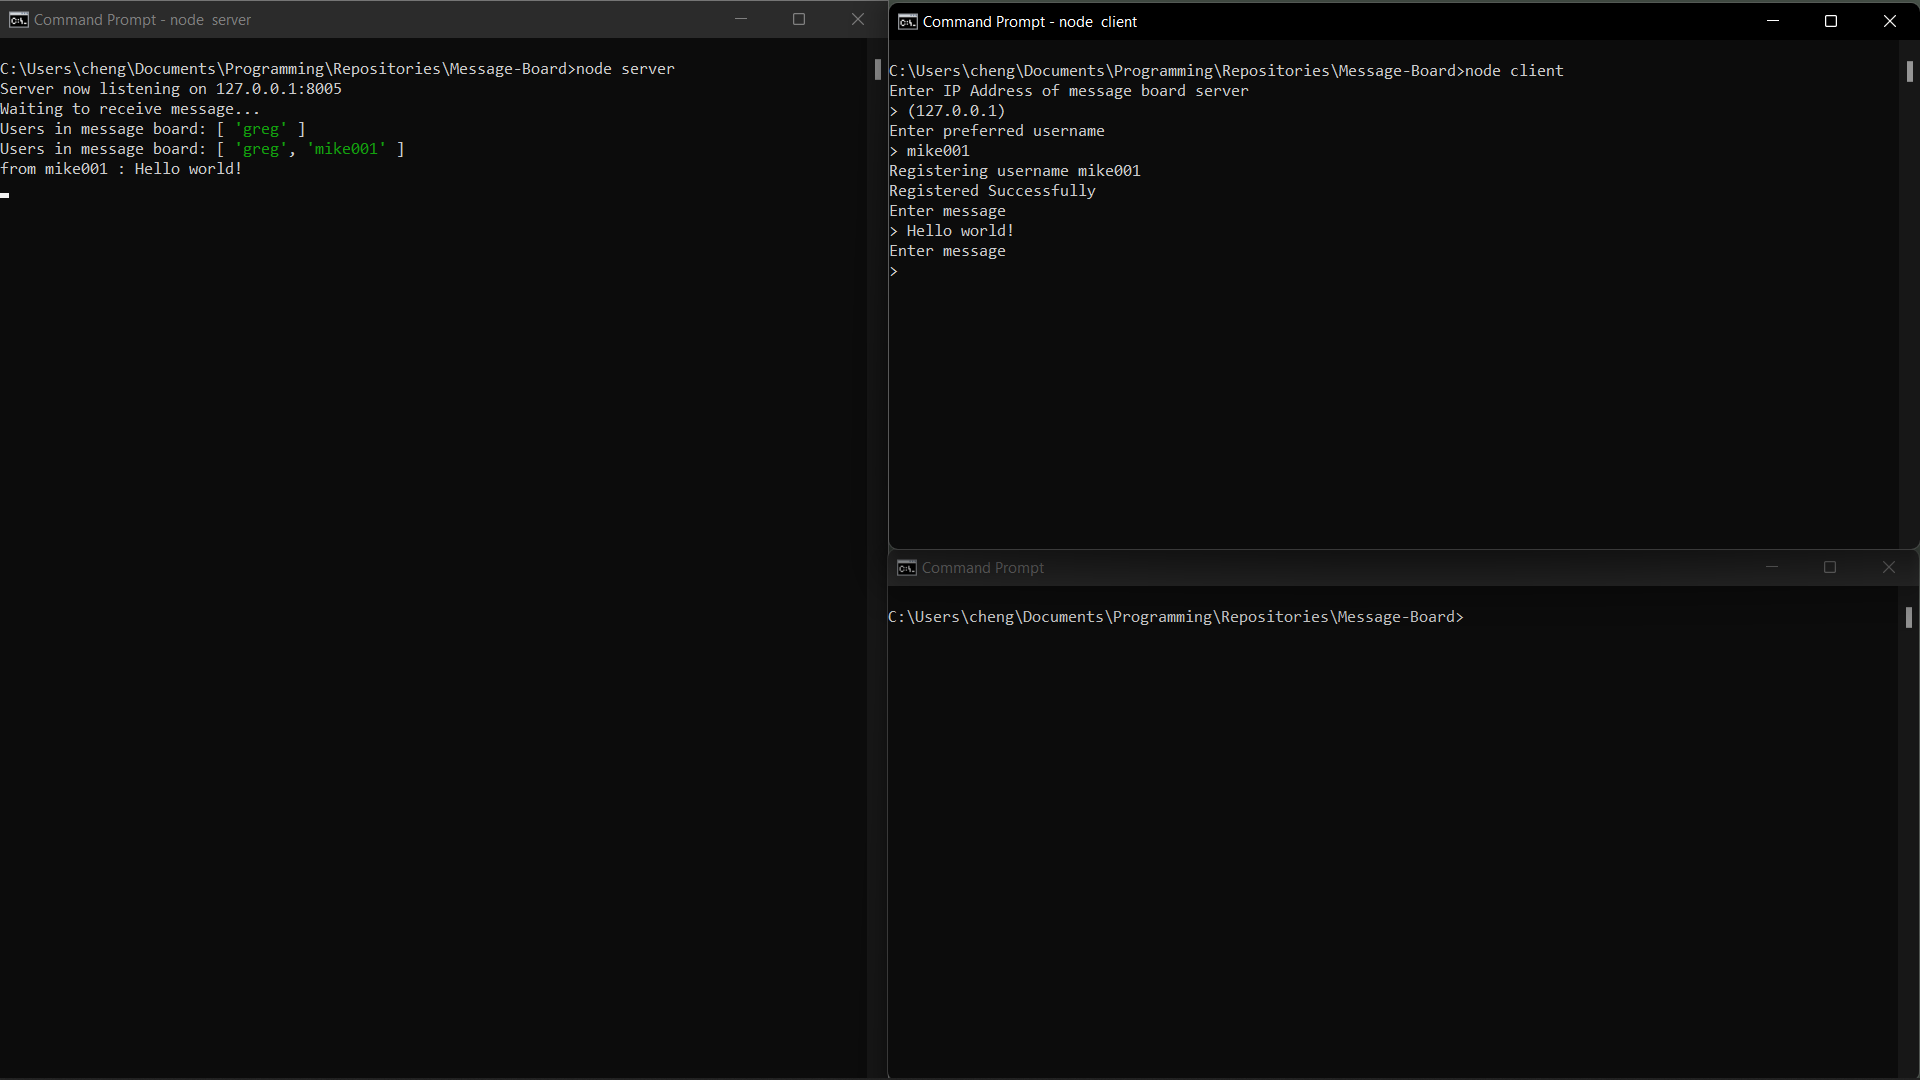 Command Prompt - node  server
C:\Users\cheng\Documents\Programming\Repositories\Message-Board>node server
Server now listening on 127.0.0.1:8005
Waiting to receive message...
Users in message board: [ 'greg' ]
Users in message board: [ 'greg', 'mike001' ]
from mike001 : Hello world!
Command Prompt - node  client
C:\Users\cheng\Documents\Programming\Repositories\Message-Board>node client
Enter IP Address of message board server
> (127.0.0.1)
Enter preferred username
> mike001
Registering username mike001
Registered Successfully
Enter message
> Hello world!
Enter message
>
Command Prompt
C:\Users\cheng\Documents\Programming\Repositories\Message-Board>